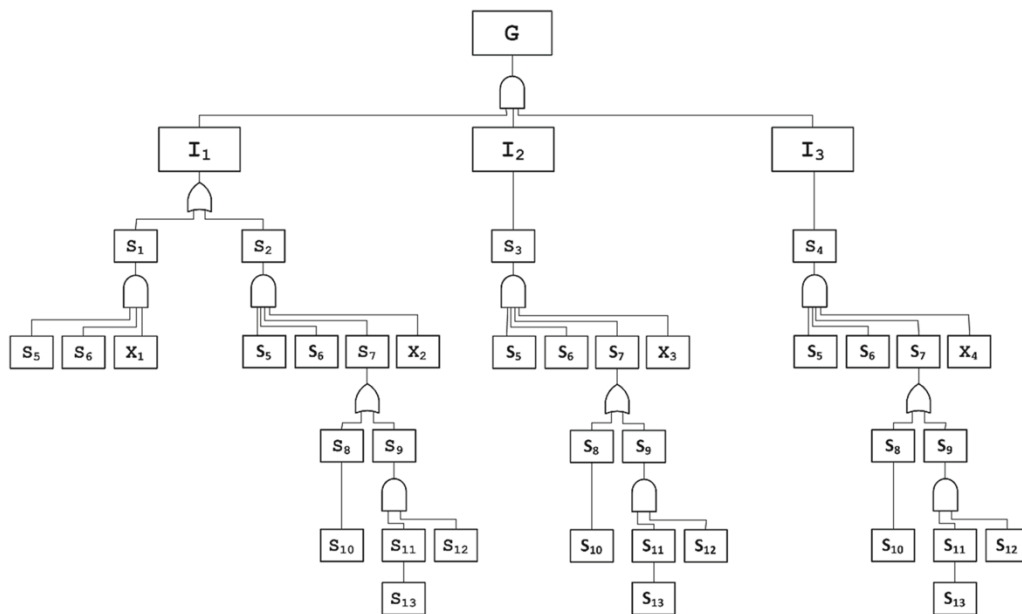 G
I₁ I₂ I₃
S₁ S₂ S₃ S₄
S₅ S₆ X₁ S₅ S₆ S₇ X₂ S₅ S₆ S₇ X₃ S₅ S₆ S₇ X₄
S₈ S₉ S₈ S₉ S₈ S₉
S₁₀ S₁₁ S₁₂ S₁₀ S₁₁ S₁₂ S₁₀ S₁₁ S₁₂
S₁₃ S₁₃ S₁₃